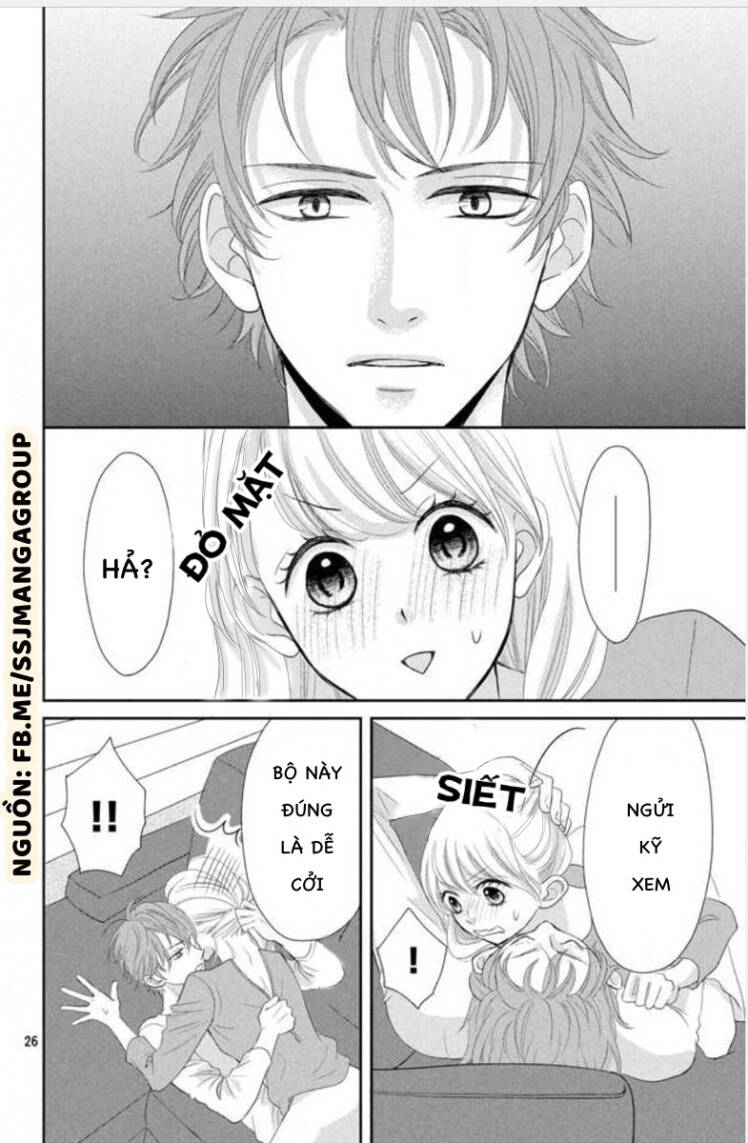 HẢ?
ĐỎ MẶT
NGUỒN: FB.ME/SSJMANGAGROUP
NGỬI
KỸ
XEM
SIẾT
!
BỘ NÀY
ĐÚNG
LÀ DỄ
CỞI
!!
26